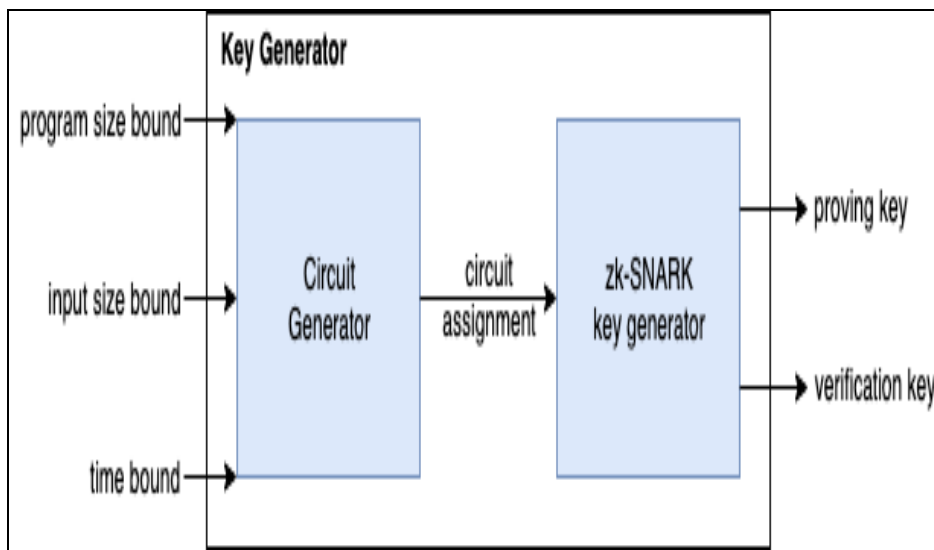 Key Generator
program size bound
input size bound
time bound
Circuit
Generator
circuit
assignment
zk-SNARK
key generator
proving key
verification key